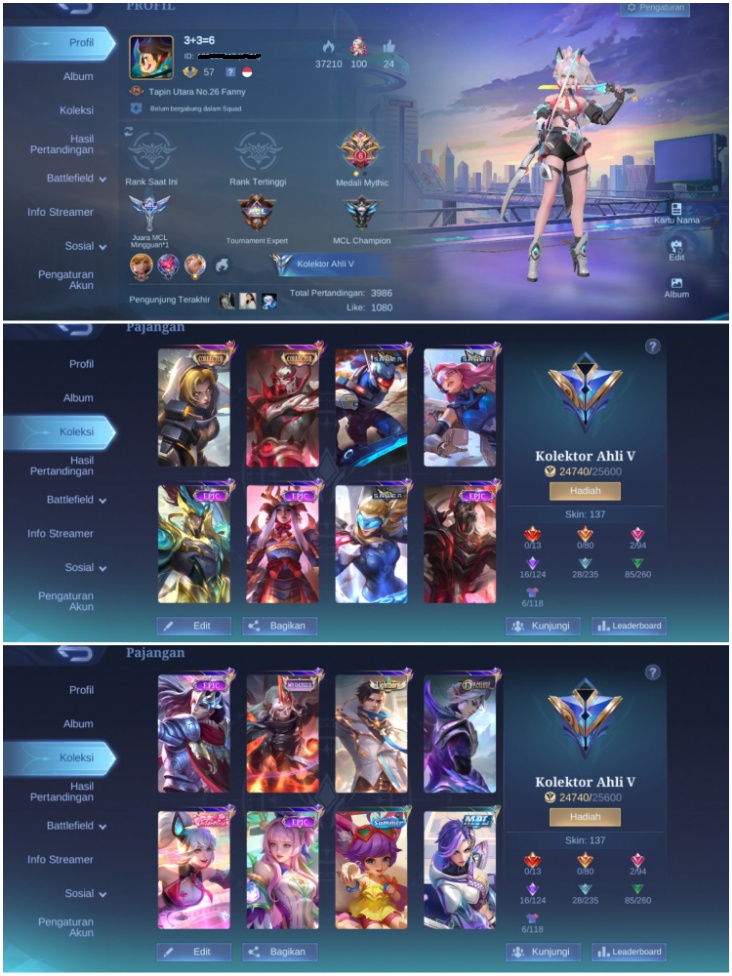 PROFIL
Pengaturan
Profil
Album
Koleksi
Hasil
Pertandingan
Battlefield
Info Streamer
Sosial
Pengaturan
Akun
3+3=6
ID:
57
?
Tapin Utara No.26 Fanny
Belum bergabung dalam Squad
37210 100 24
Rank Saat Ini
Rank Tertinggi
6
Medali Mythic
Juara MCL
Mingguan*1
MCL
Tournament Expert
MCL Champion
Kolektor Ahli V
Pengunjung Terakhir
Total Pertandingan: 3986
Like: 1080
Kartu Nama
Edit
Album
Pajangan
Profil
Album
Koleksi
Hasil
Pertandingan
Battlefield
Info Streamer
Sosial
Pengaturan
Akun
COLLECTOR
COLLECTOR
EPIC
EPIC
EPIC
Edit
Bagikan
?
Kolektor Ahli V
24740/25600
Hadiah
Skin: 137
0/13 0/80 2/94
16/124 28/235 85/260
6/118
Kunjungi
Leaderboard
Pajangan
Profil
Album
Koleksi
Hasil
Pertandingan
Battlefield
Info Streamer
Sosial
Pengaturan
Akun
EPIC
Lightborn
EPIC
Summer
Edit
Bagikan
?
Kolektor Ahli V
24740/25600
Hadiah
Skin: 137
0/13 0/80 2/94
16/124 28/235 85/260
6/118
Kunjungi
Leaderboard